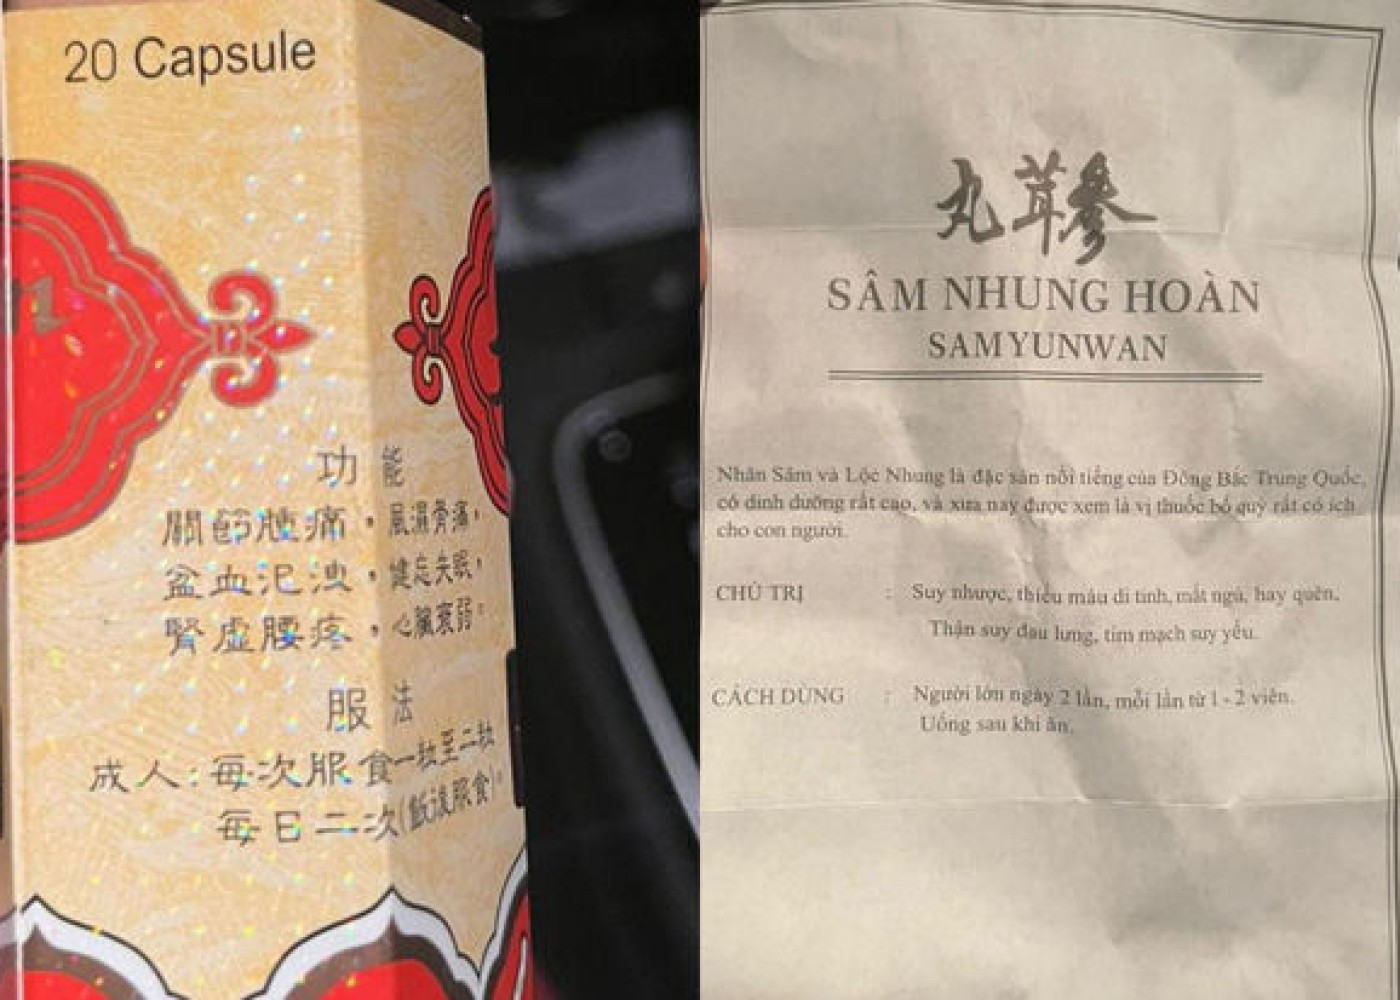 20 Capsule
功能
關節腫痛，風濕骨痛，
盆血汜溲，健忘失眠，
腎虛腰疼，心臟衰弱。
服法
成人：每次服食一粒至二粒
每日二次(飯後服食)。
丸茸參
SÂM NHUNG HOÀN
SAMYUNWAN
Nhân Sâm và Lộc Nhung là đặc sản nổi tiếng của Đông Bắc Trung Quốc,
có dinh dưỡng rất cao, và xưa nay được xem là vị thuốc bổ quý rất có ích
cho con người.
CHỦ TRỊ : Suy nhược, thiếu máu di tinh, mất ngủ, hay quên,
Thận suy đau lưng, tim mạch suy yếu.
CÁCH DÙNG : Người lớn ngày 2 lần, mỗi lần từ 1 - 2 viên.
Uống sau khi ăn.